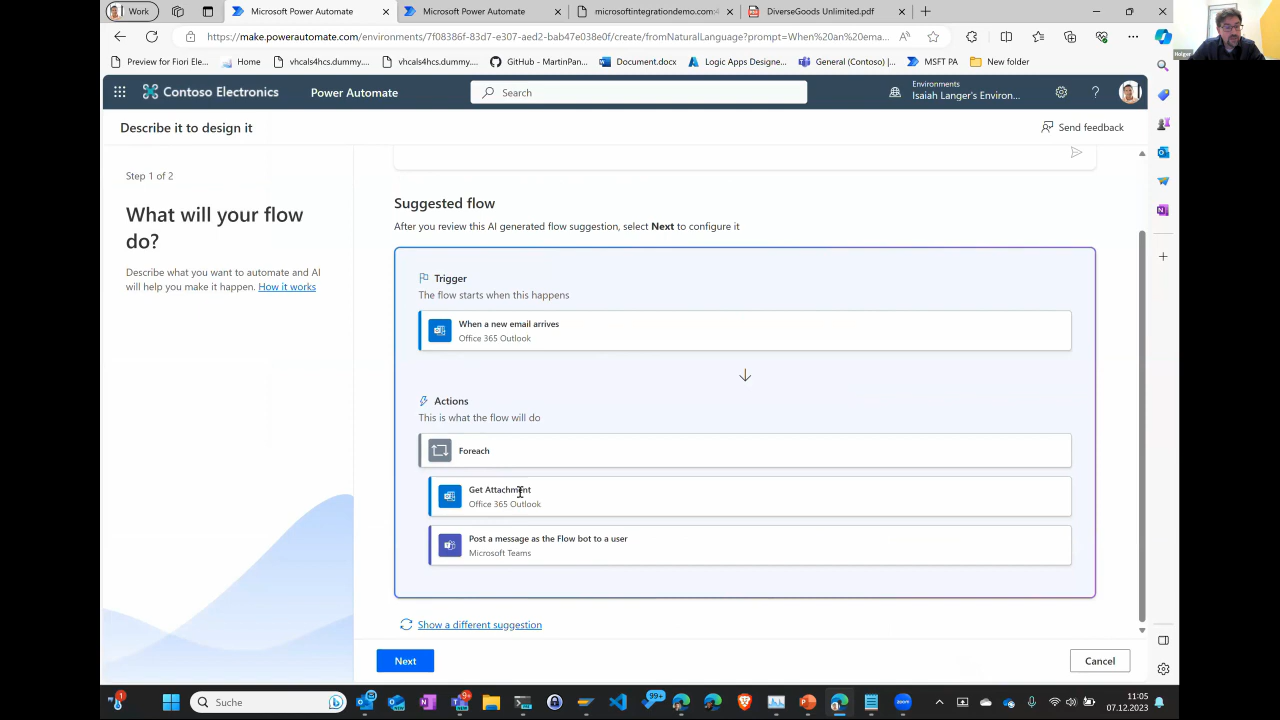 Work
Microsoft Power Automate
Microsoft Power Automate
microsoftintegrationdemo.com:4
DiverseGoods Unlimited.pdf
https://make.powerautomate.com/environments/7f08386f-83d7-e307-aed2-bab47e038e0f/create/fromNaturalLanguage?prompt=When%20an%20ema...
Holger
Preview for Fiori Ele...
Home
vhcals4hcs.dummy....
vhcals4hcs.dummy....
GitHub - MartinPan...
Document.docx
Logic Apps Designe...
General (Contoso) |...
MSFT PA
New folder
Contoso Electronics
Power Automate
Search
Environments
Isaiah Langer's Environ...
Describe it to design it
Send feedback
Step 1 of 2
What will your flow
do?
Describe what you want to automate and AI
will help you make it happen. How it works
Suggested flow
After you review this AI generated flow suggestion, select Next to configure it
Trigger
The flow starts when this happens
When a new email arrives
Office 365 Outlook
Actions
This is what the flow will do
Foreach
Get Attachment
Office 365 Outlook
Post a message as the Flow bot to a user
Microsoft Teams
Show a different suggestion
Next
Cancel
1
Suche
9+
99+
11:05
07.12.2023